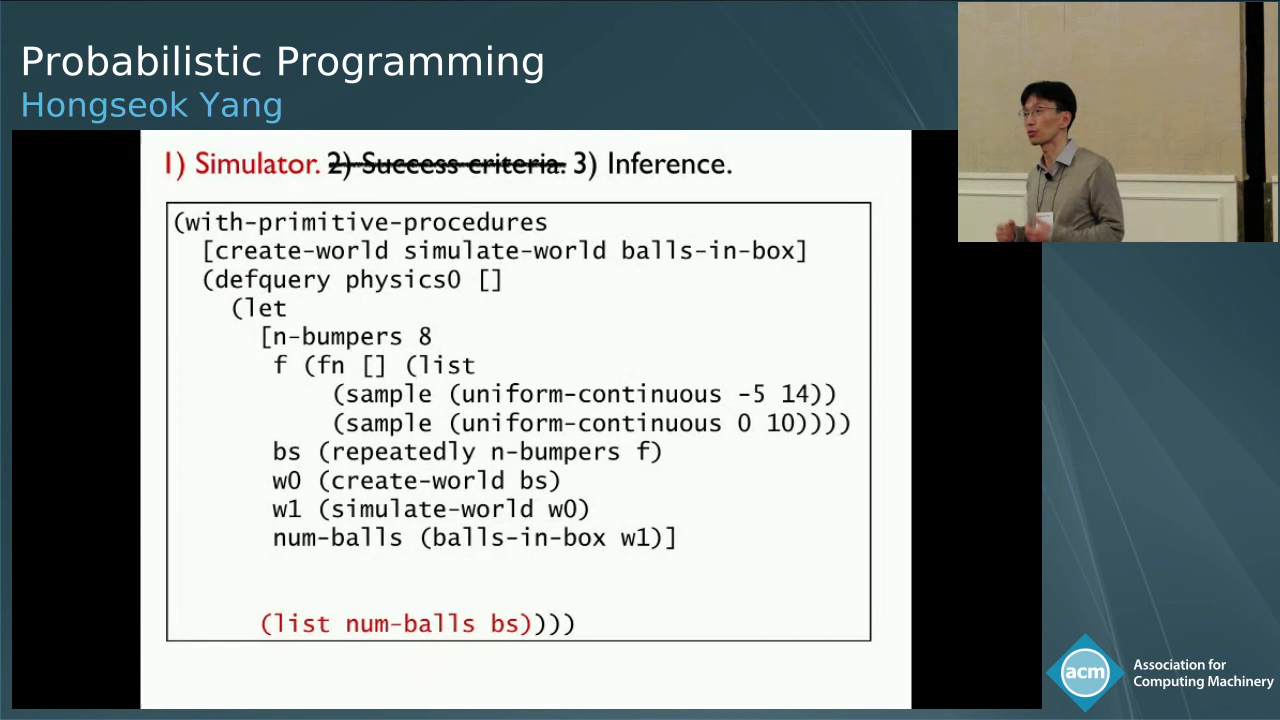 Probabilistic Programming
Hongseok Yang
1) Simulator. 2) Success criteria. 3) Inference.
(with-primitive-procedures
[create-world simulate-world balls-in-box]
(defquery physics0 []
(let
[n-bumpers 8
f (fn [] (list
(sample (uniform-continuous -5 14))
(sample (uniform-continuous 0 10))))
bs (repeatedly n-bumpers f)
w0 (create-world bs)
w1 (simulate-world w0)
num-balls (balls-in-box w1)]
(list num-balls bs))))
acm
Association for
Computing Machinery